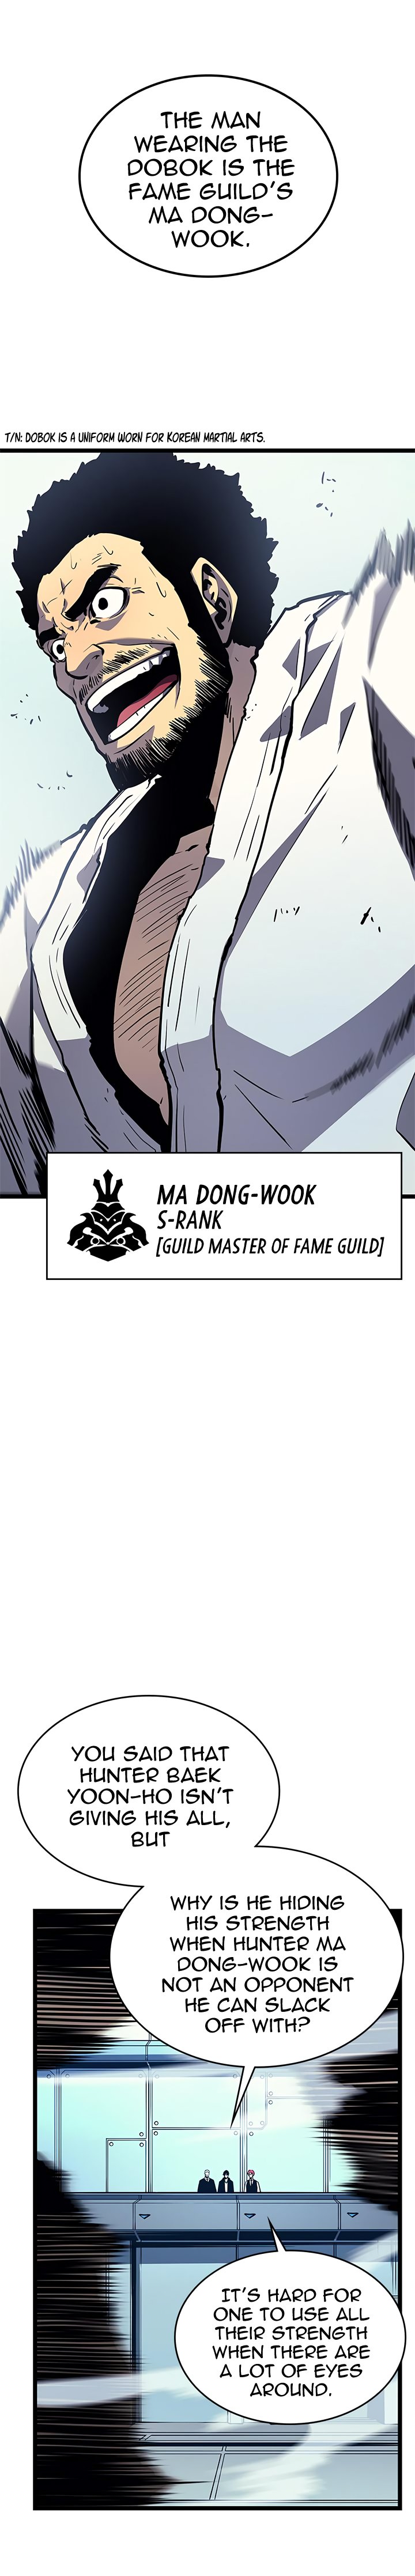 THE MAN
WEARING THE
DOBOK IS THE
FAME GUILD'S
MA DONG-
WOOK.
T/N: DOBOK IS A UNIFORM WORN FOR KOREAN MARTIAL ARTS.
MA DONG-WOOK
S-RANK
[GUILD MASTER OF FAME GUILD]
YOU SAID THAT
HUNTER BAEK
YOON-HO ISN'T
GIVING HIS ALL,
BUT
WHY IS HE HIDING
HIS STRENGTH
WHEN HUNTER MA
DONG-WOOK IS
NOT AN OPPONENT
HE CAN SLACK
OFF WITH?
IT'S HARD FOR
ONE TO USE ALL
THEIR STRENGTH
WHEN THERE ARE
A LOT OF EYES
AROUND.